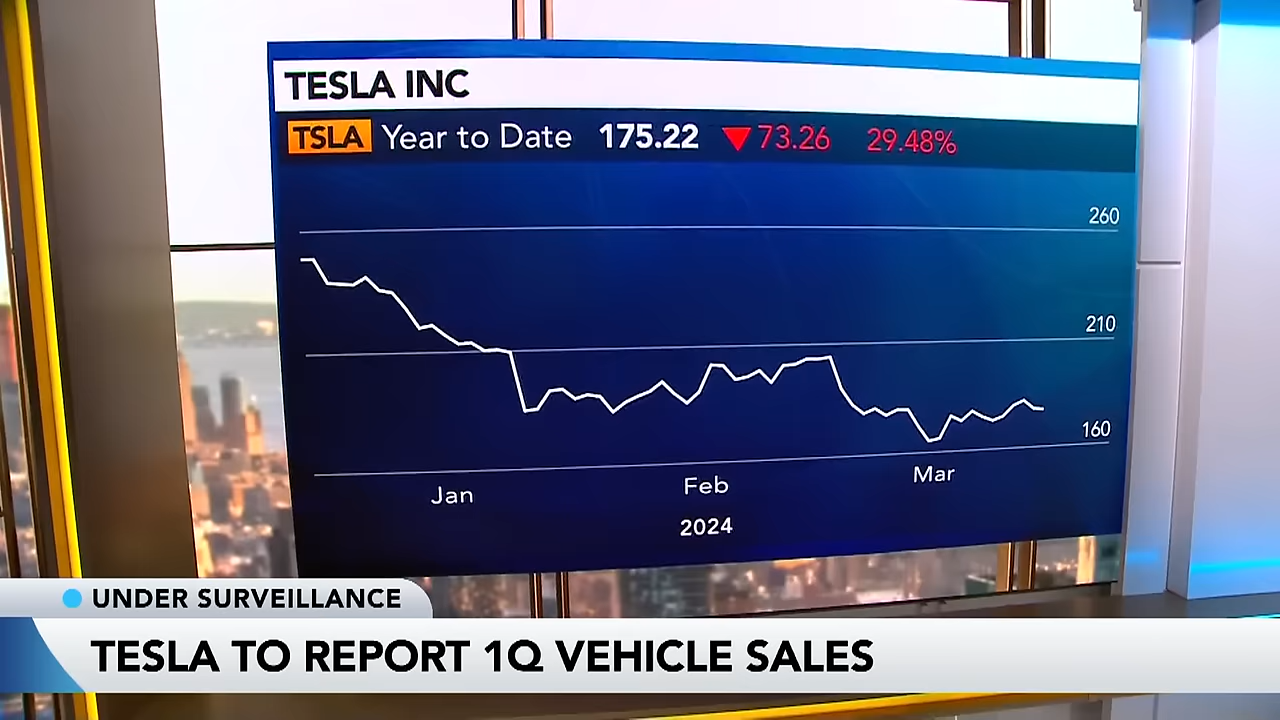 TESLA INC
TSLA Year to Date 175.22 ▼73.26 29.48%
260
210
160
Jan Feb Mar
2024
UNDER SURVEILLANCE
TESLA TO REPORT 1Q VEHICLE SALES